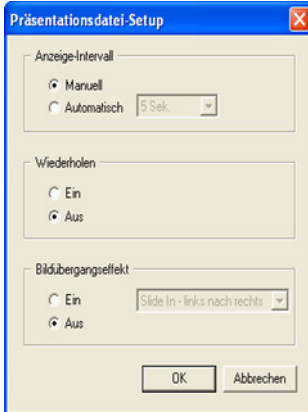 Präsentationsdatei-Setup
Anzeige-Intervall
Manuell
Automatisch 5 Sek.
Wiederholen
Ein
Aus
Bildübergangseffekt
Ein Slide In - links nach rechts
Aus
OK Abbrechen